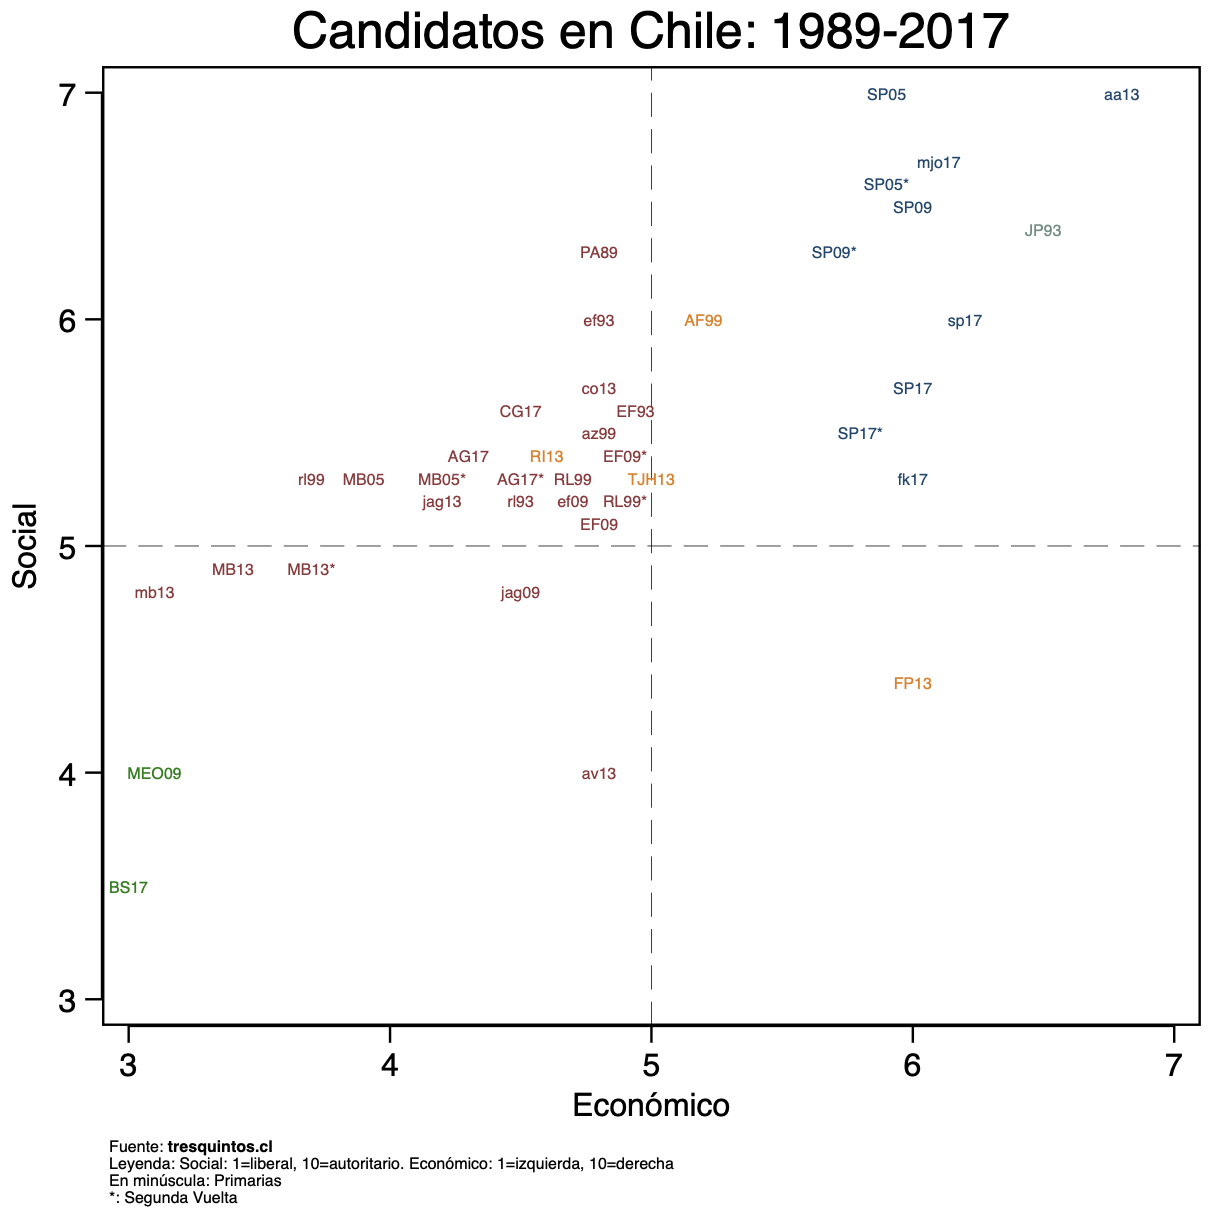 Candidatos en Chile: 1989-2017
7
SP05
aa13
mjo17
SP05*
SP09
JP93
PA89
SP09*
6
ef93
AF99
sp17
co13
SP17
CG17
EF93
az99
SP17*
AG17
RI13
EF09*
rl99
MB05
MB05*
AG17*
RL99
TJH13
fk17
jag13
rl93
ef09
RL99*
EF09
5
Social
MB13
MB13*
mb13
jag09
FP13
4
MEO09
av13
BS17
3
3
4
5
6
7
Económico
Fuente: tresquintos.cl
Leyenda: Social: 1=liberal, 10=autoritario. Económico: 1=izquierda, 10=derecha
En minúscula: Primarias
*: Segunda Vuelta